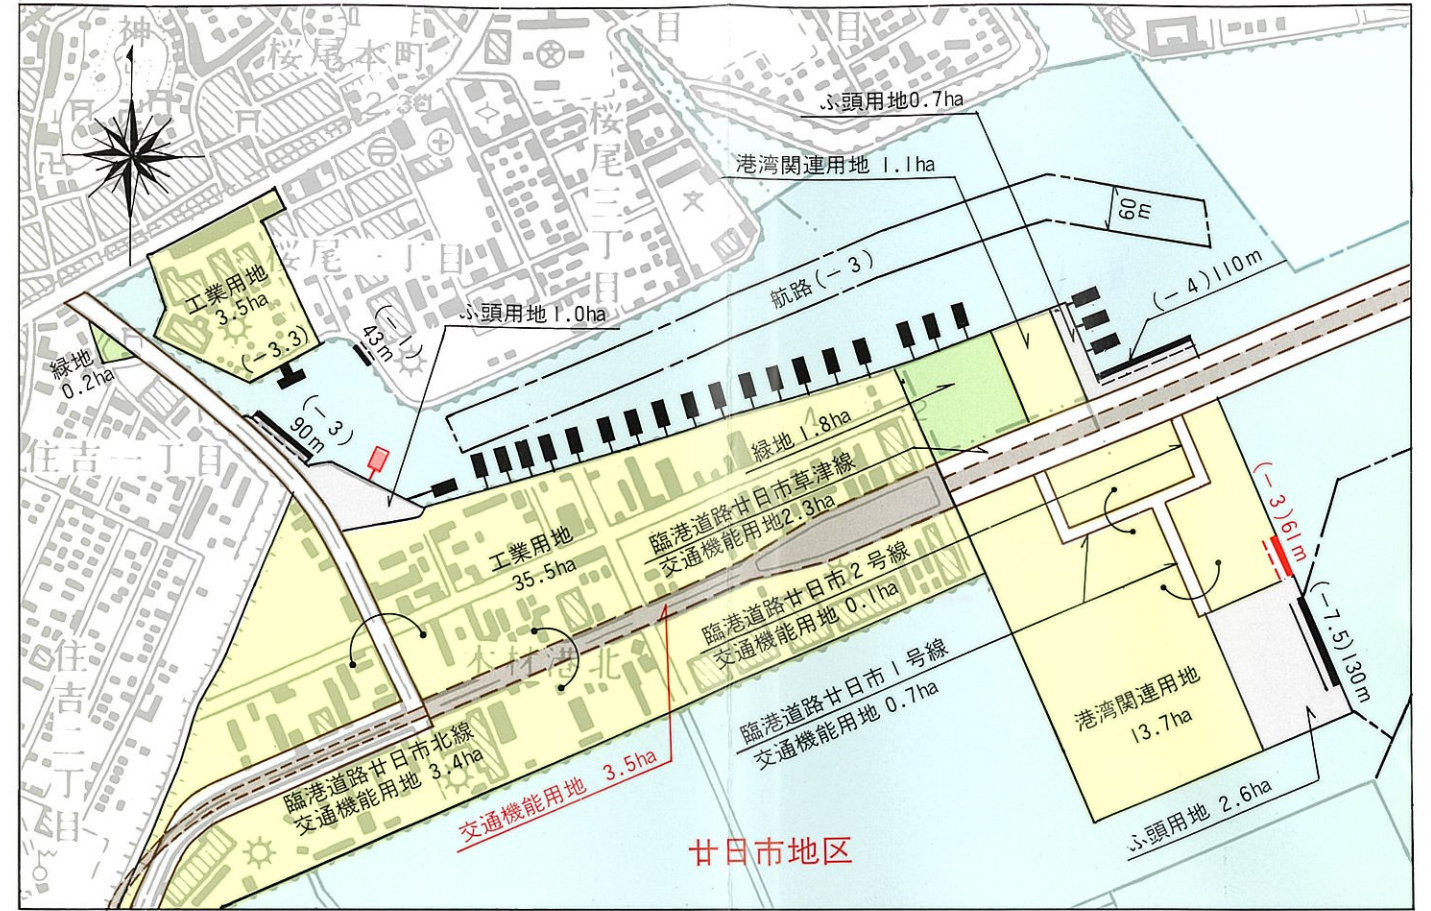 神
桜尾本町
目
目
桜尾三丁目
ふ頭用地0.7ha
港湾関連用地 1.1ha
60m
航路(-3)
(-4)110m
桜尾一丁目
工業用地
3.5ha
(-3.3)
(-1)
43m
ふ頭用地1.0ha
緑地
0.2ha
(-3)
90m
住吉一丁目
緑地1.8ha
臨港道路廿日市草津線
交通機能用地2.3ha
工業用地
35.5ha
臨港道路廿日市2号線
交通機能用地 0.1ha
(-3)61m
(-7.5)130m
木材港北
住吉二丁目
臨港道路廿日市1号線
交通機能用地 0.7ha
港湾関連用地
13.7ha
臨港道路廿日市北線
交通機能用地 3.4ha
交通機能用地 3.5ha
ふ頭用地 2.6ha
廿日市地区